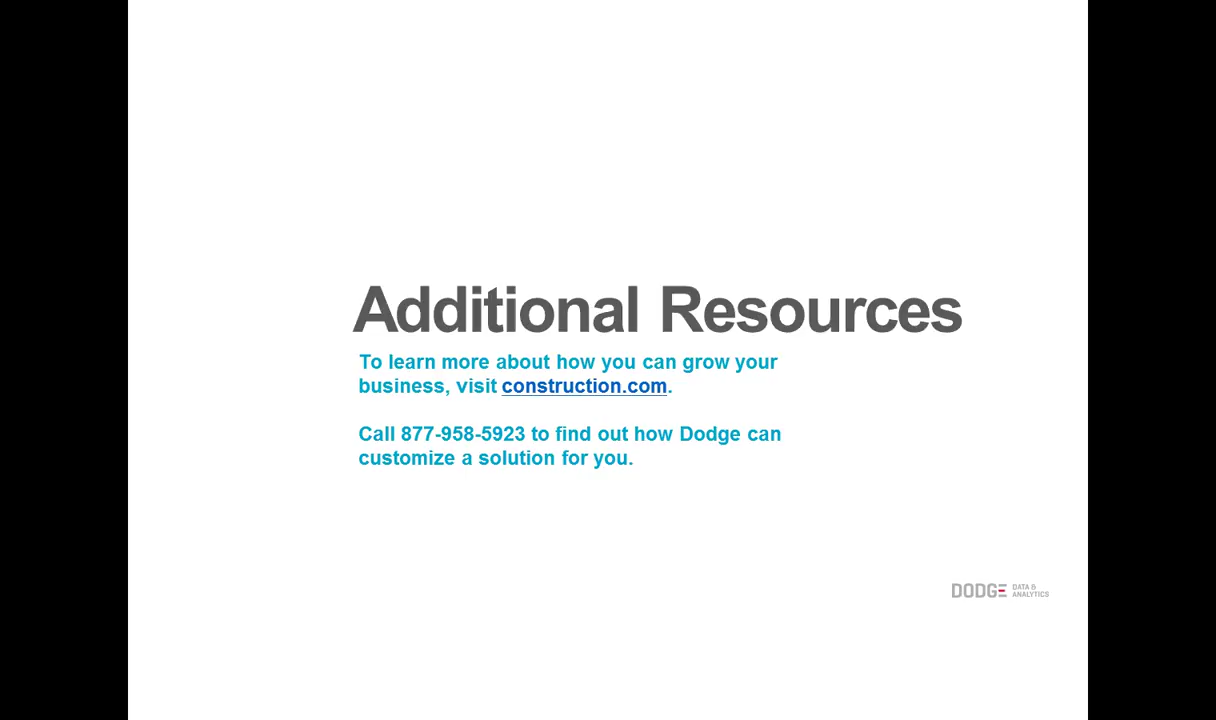 Additional Resources
To learn more about how you can grow your
business, visit construction.com.
Call 877-958-5923 to find out how Dodge can
customize a solution for you.
DODGE DATA &
ANALYTICS